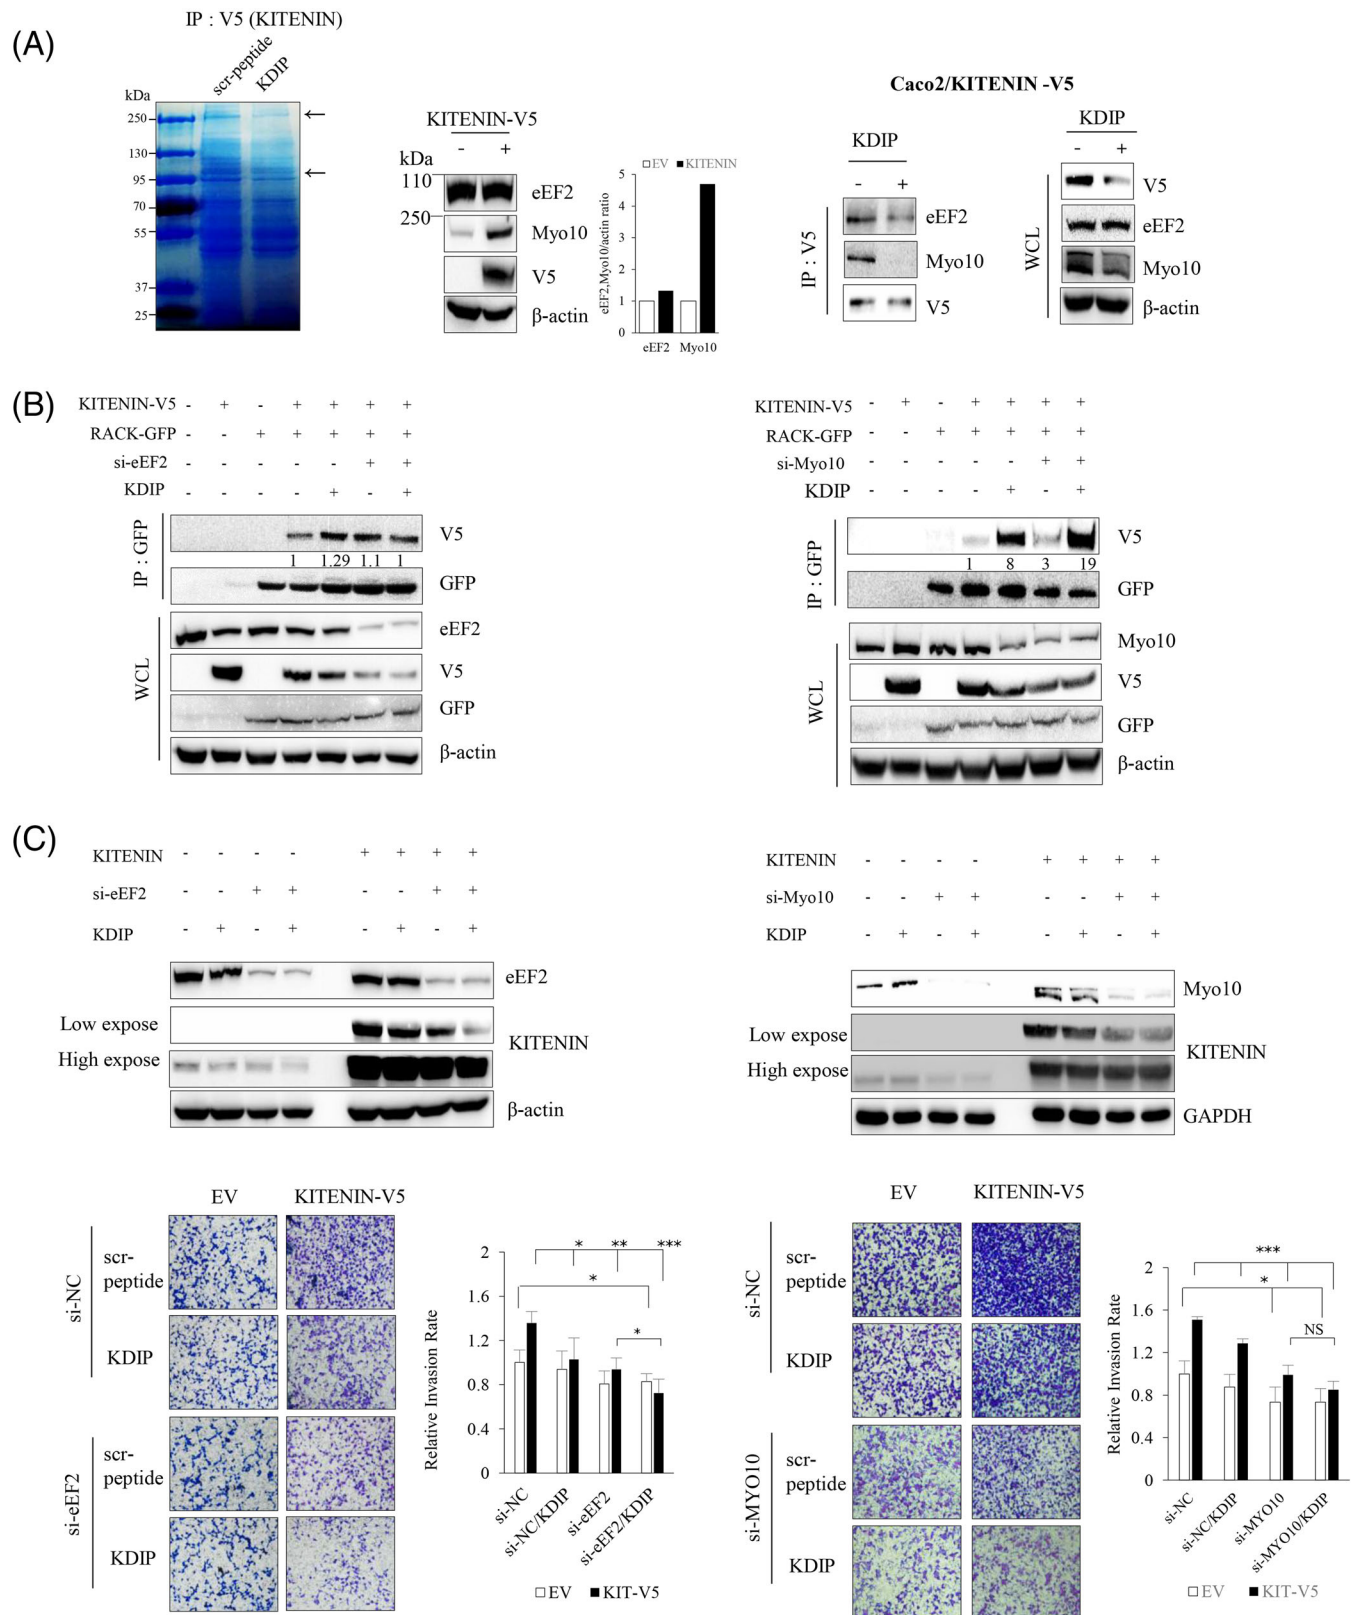 (A)
IP : V5 (KITENIN)
scr-peptide
KDIP
kDa
250
130
95
70
55
37
25
KITENIN-V5
- +
kDa
110
250
eEF2
Myo10
V5
β-actin
EV KITENIN
eEF2,Myo10/actin ratio
5
4
3
2
1
0
eEF2 Myo10
Caco2/KITENIN -V5
KDIP
- +
IP : V5
eEF2
Myo10
V5
KDIP
- +
WCL
V5
eEF2
Myo10
β-actin
(B)
KITENIN-V5 - + - + + + +
RACK-GFP - - + + + + +
si-eEF2 - - - - - + +
KDIP - - - - + - +
IP : GFP
V5
1 1.29 1.1 1
GFP
WCL
eEF2
V5
GFP
β-actin
KITENIN-V5 - + - + + + +
RACK-GFP - - + + + + +
si-Myo10 - - - - - + +
KDIP - - - - + - +
IP : GFP
V5
1 8 3 19
GFP
WCL
Myo10
V5
GFP
β-actin
(C)
KITENIN - - - - + + + +
si-eEF2 - - + + - - + +
KDIP - + - + - + - +
eEF2
Low expose
High expose
KITENIN
β-actin
KITENIN - - - - + + + +
si-Myo10 - - + + - - + +
KDIP - + - + - + - +
Myo10
Low expose
High expose
KITENIN
GAPDH
EV KITENIN-V5
si-NC
scr-
peptide
KDIP
si-eEF2
scr-
peptide
KDIP
Relative Invasion Rate
2
1.6
1.2
0.8
0.4
0
* ** ***
*
*
si-NC
si-NC/KDIP
si-eEF2
si-eEF2/KDIP
EV KIT-V5
EV KITENIN-V5
si-NC
scr-
peptide
KDIP
si-MYO10
scr-
peptide
KDIP
Relative Invasion Rate
2
1.6
1.2
0.8
0.4
0
***
*
NS
si-NC
si-NC/KDIP
si-MYO10
si-MYO10/KDIP
EV KIT-V5